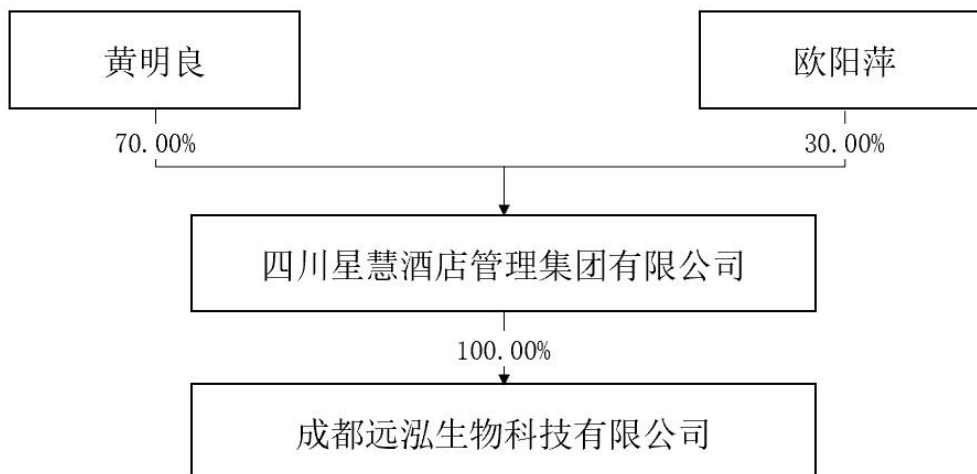 黄明良
欧阳萍
70.00%
30.00%
四川星慧酒店管理集团有限公司
100.00%
成都远泓生物科技有限公司